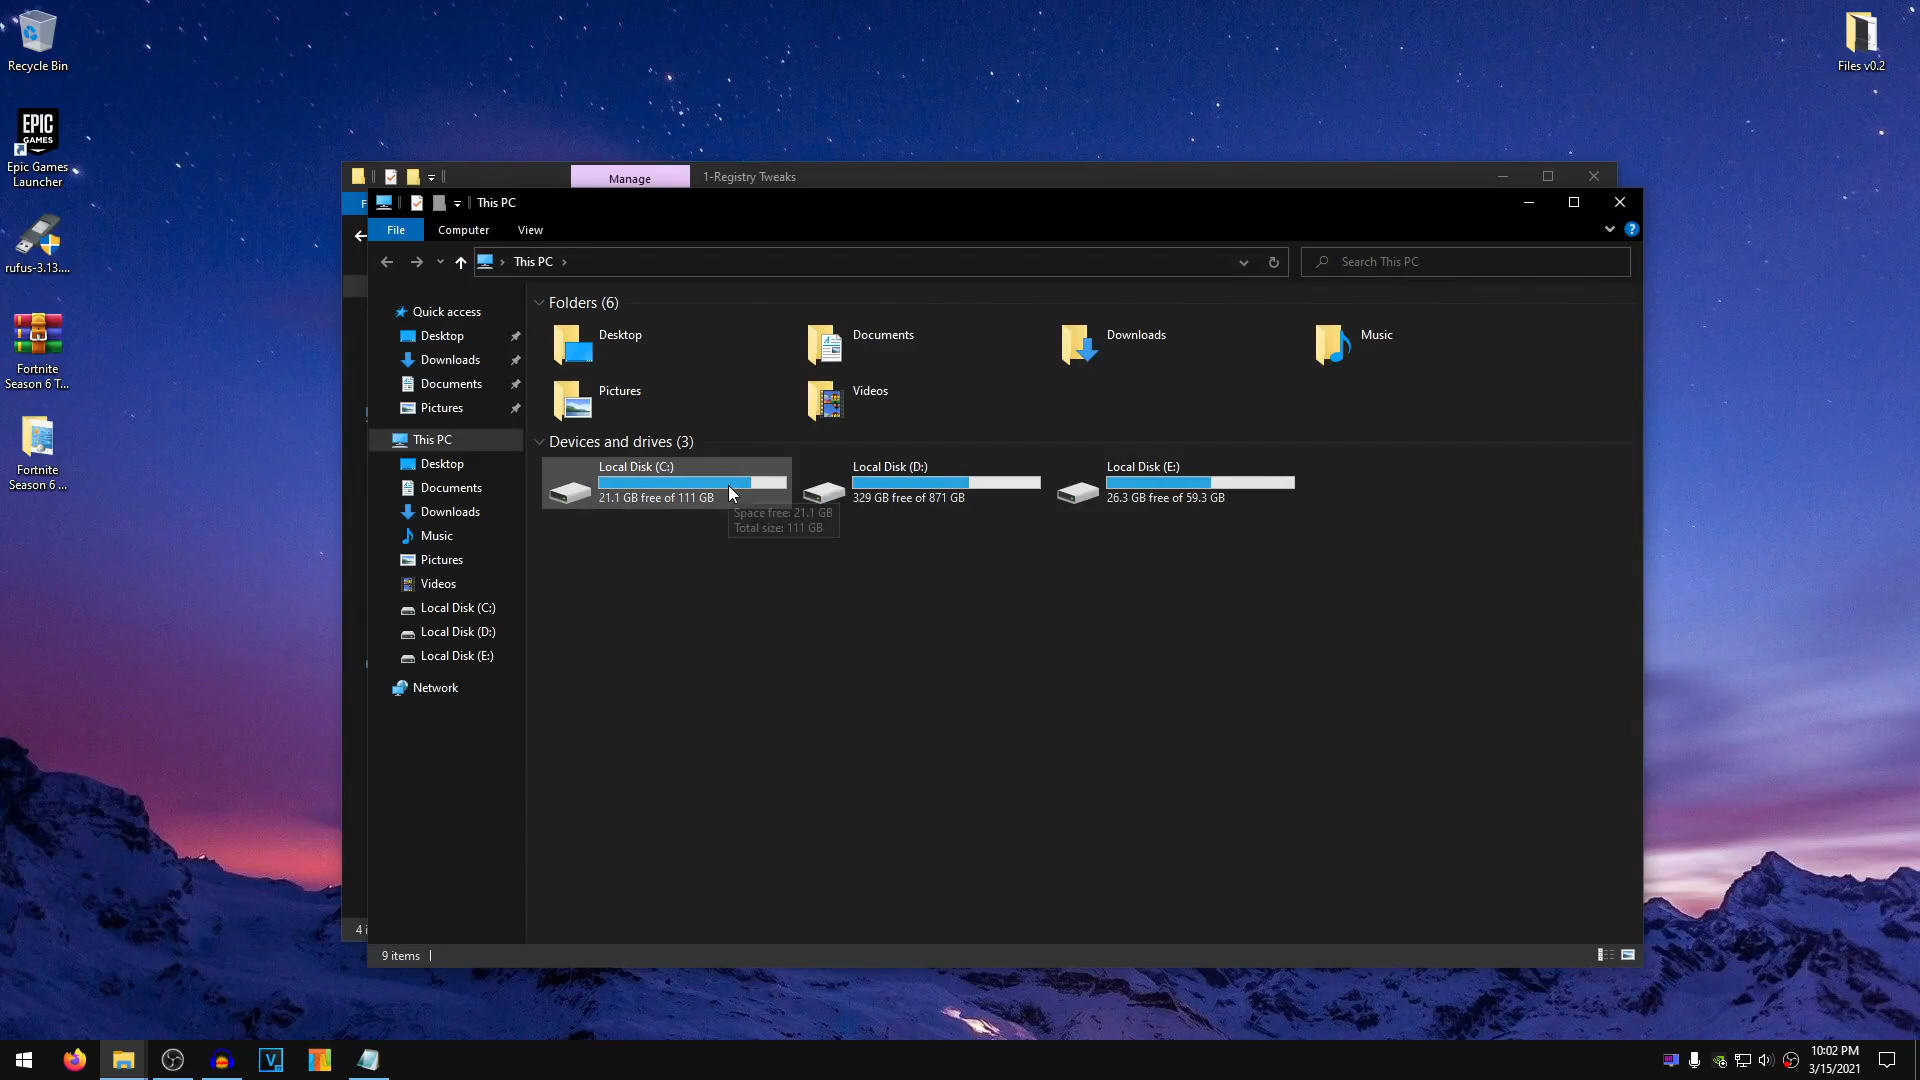 Recycle Bin
EPIC
GAMES
Epic Games
Launcher
rufus-3.13....
Fortnite
Season 6 T...
Fortnite
Season 6 ...
Files v0.2
Manage
1-Registry Tweaks
F
This PC
File
Computer
View
This PC
Search This PC
Quick access
Desktop
Downloads
Documents
Pictures
This PC
Desktop
Documents
Downloads
Music
Pictures
Videos
Local Disk (C:)
Local Disk (D:)
Local Disk (E:)
Network
Folders (6)
Desktop
Documents
Downloads
Music
Pictures
Videos
Devices and drives (3)
Local Disk (C:)
21.1 GB free of 111 GB
Local Disk (D:)
329 GB free of 871 GB
Local Disk (E:)
26.3 GB free of 59.3 GB
Space free: 21.1 GB
Total size: 111 GB
4 i
9 items
V
10:02 PM
3/15/2021